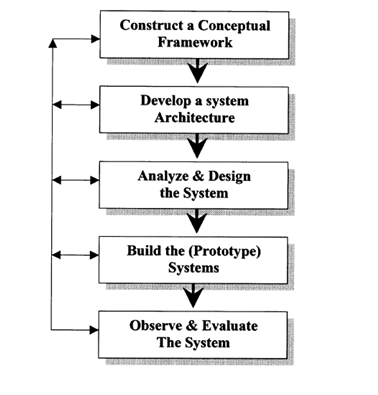 Construct a Conceptual
Framework
Develop a system
Architecture
Analyze & Design
the System
Build the (Prototype)
Systems
Observe & Evaluate
The System